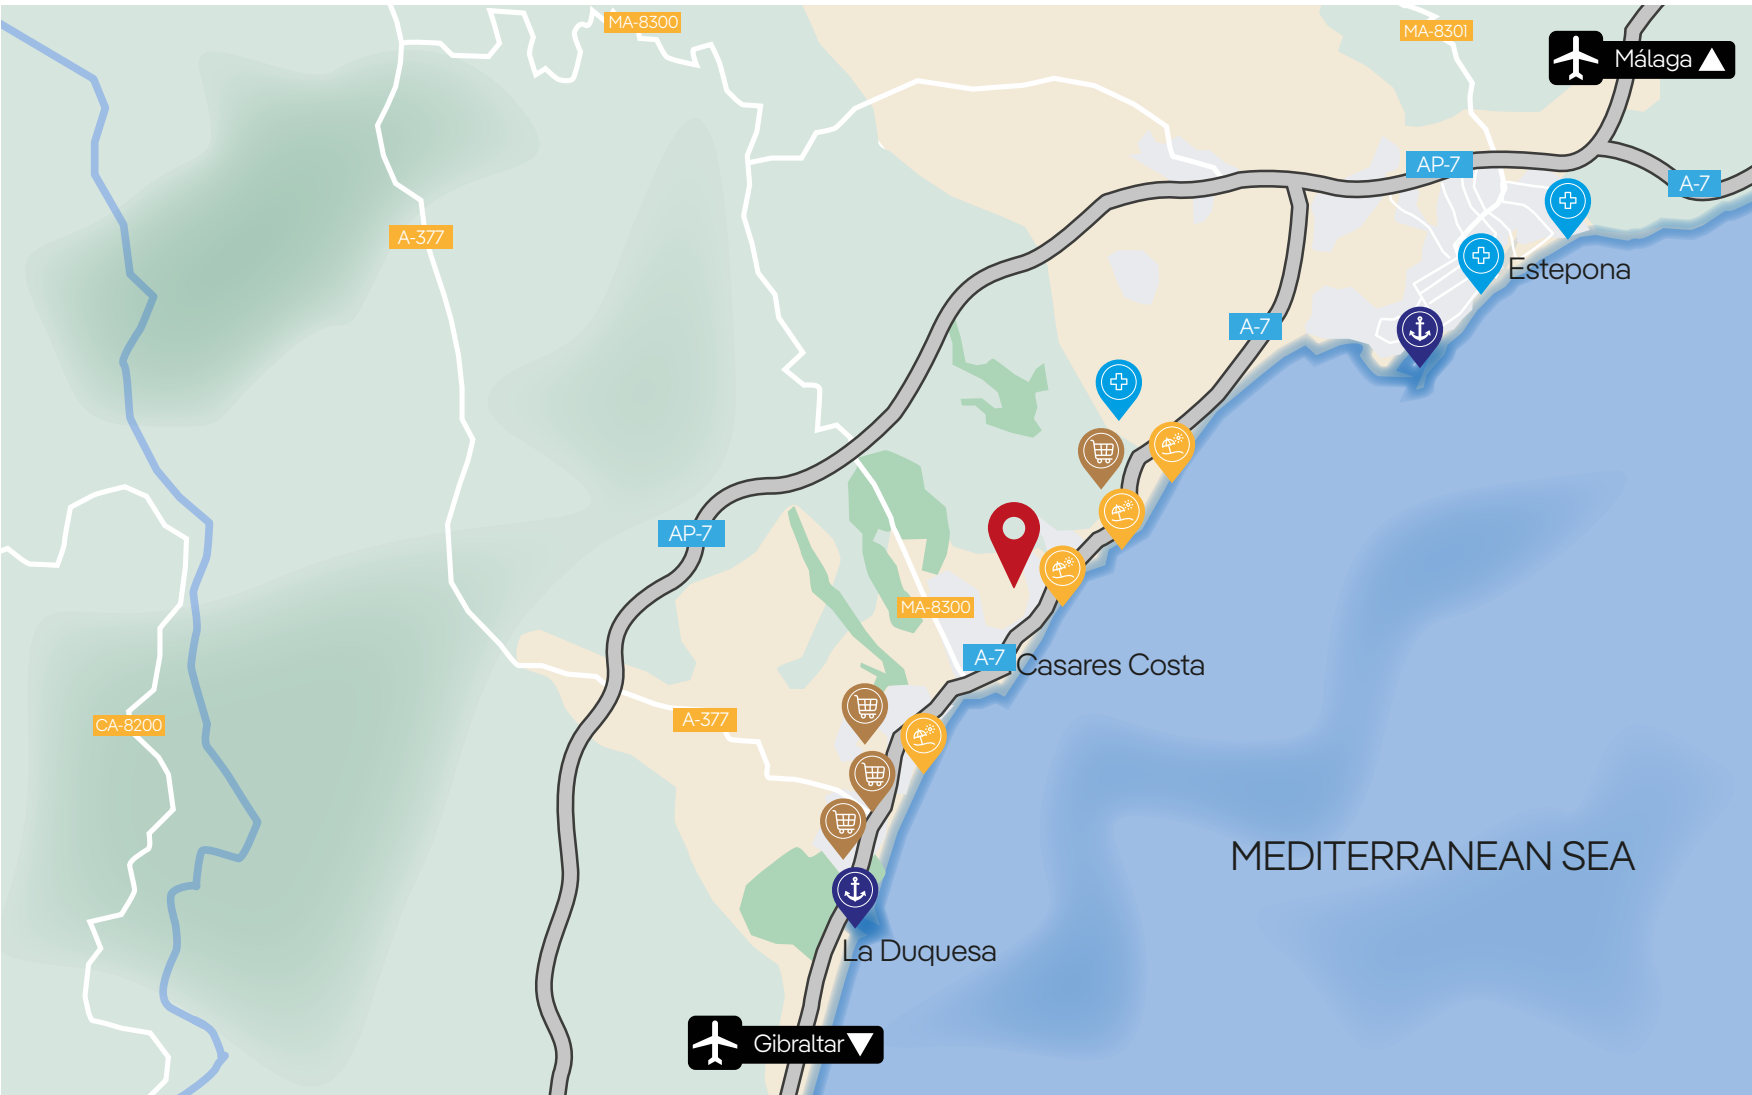 MA-8300
MA-8301
Málaga
AP-7
A-7
A-377
Estepona
A-7
AP-7
MA-8300
A-7
Casares Costa
A-377
CA-8200
MEDITERRANEAN SEA
La Duquesa
Gibraltar